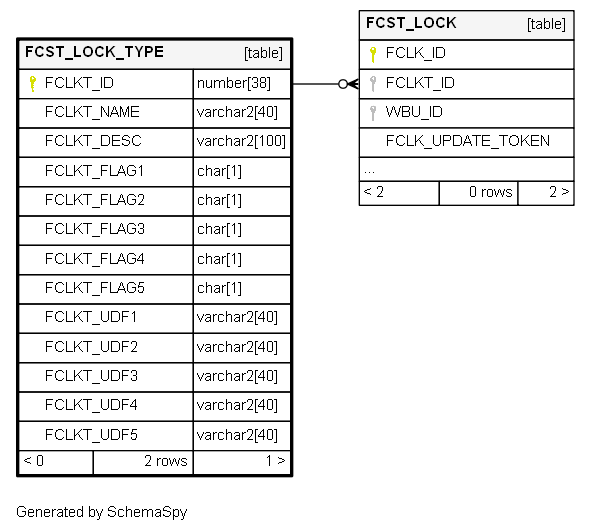 FCST_LOCK_TYPE [table]
FCLKT_ID number[38]
FCLKT_NAME varchar2[40]
FCLKT_DESC varchar2[100]
FCLKT_FLAG1 char[1]
FCLKT_FLAG2 char[1]
FCLKT_FLAG3 char[1]
FCLKT_FLAG4 char[1]
FCLKT_FLAG5 char[1]
FCLKT_UDF1 varchar2[40]
FCLKT_UDF2 varchar2[40]
FCLKT_UDF3 varchar2[40]
FCLKT_UDF4 varchar2[40]
FCLKT_UDF5 varchar2[40]
< 0 2 rows 1 >
FCST_LOCK [table]
FCLK_ID
FCLKT_ID
WBU_ID
FCLK_UPDATE_TOKEN
...
< 2 0 rows 2 >
Generated by SchemaSpy